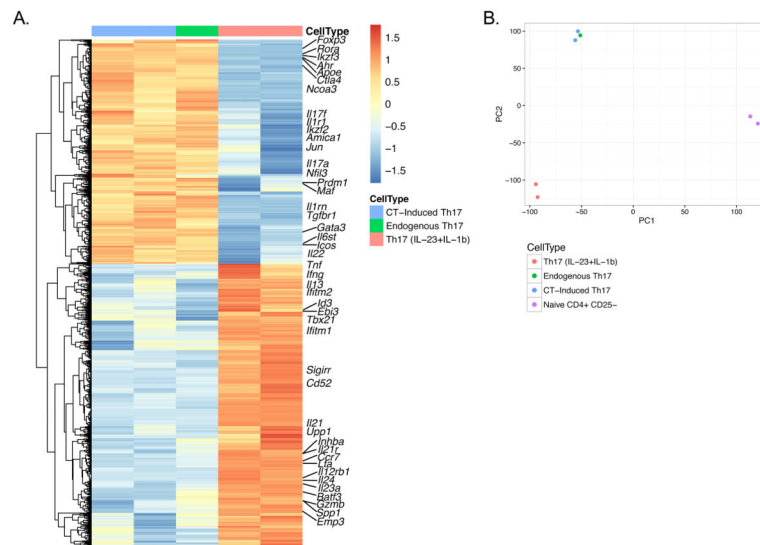 A.
CellType
Foxp3
Rora
Ikzf3
Ahr
Apoe
Ctla4
Ncoa3
Il17f
Il1r1
Ikzf2
Amica1
Jun
Il17a
Nfil3
Prdm1
Maf
Il1rn
Tgfbr1
Gata3
Il6st
Icos
Il22
Tnf
Ifng
Il13
Ifitm2
Id3
Ebi3
Tbx21
Ifitm1
Sigirr
Cd52
Il21
Upp1
Inhba
Il21r
Ccr7
Lta
Il12rb1
Il24
Il23a
Batf3
Gzmb
Spp1
Emp3
1.5
1
0.5
0
−0.5
−1
−1.5
CellType
CT−Induced Th17
Endogenous Th17
Th17 (IL−23+IL−1b)
B.
PC2
100
50
0
−50
−100
−100
−50
0
50
100
PC1
CellType
Th17 (IL−23+IL−1b)
Endogenous Th17
CT−Induced Th17
Naive CD4+ CD25−